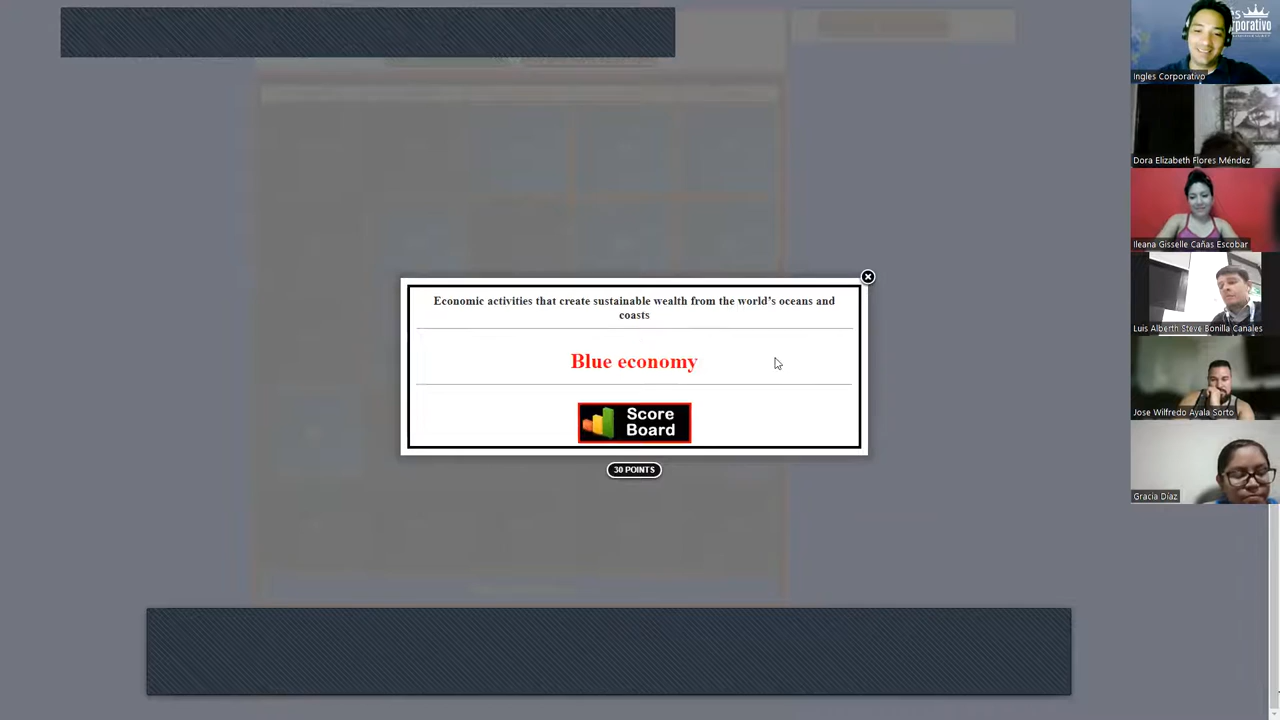 Economic activities that create sustainable wealth from the world's oceans and
coasts
Blue economy
Score
Board
30 POINTS
Ingles Corporativo
Dora Elizabeth Flores Méndez
Ileana Gisselle Cañas Escobar
Luis Alberth Steve Bonilla Canales
Jose Wilfredo Ayala Sorto
Gracia Díaz